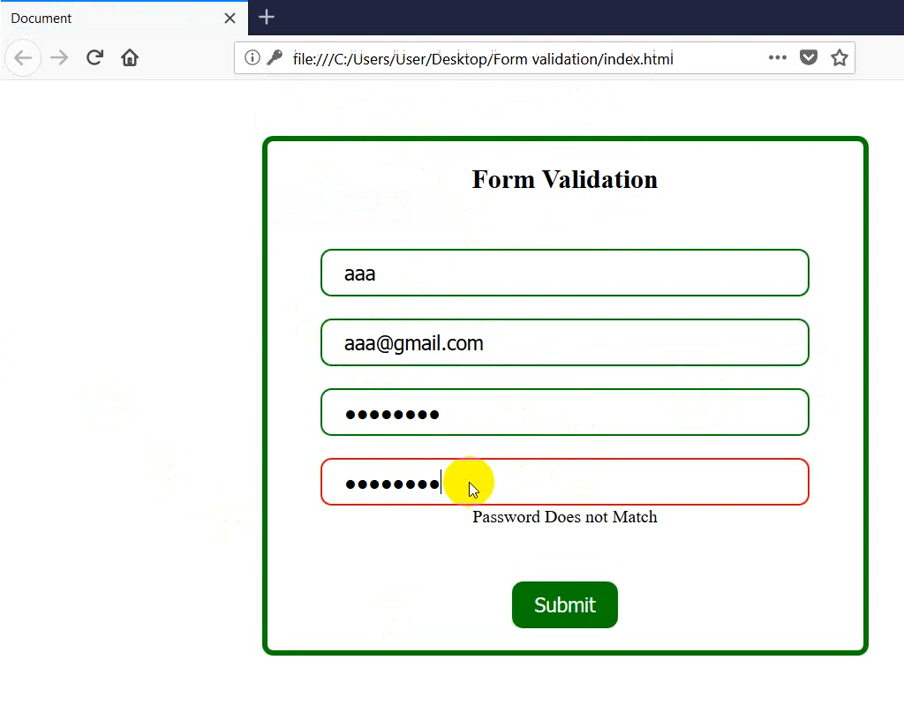 Document
file:///C:/Users/User/Desktop/Form validation/index.html
Form Validation
aaa
aaa@gmail.com
••••••••
••••••••
Password Does not Match
Submit